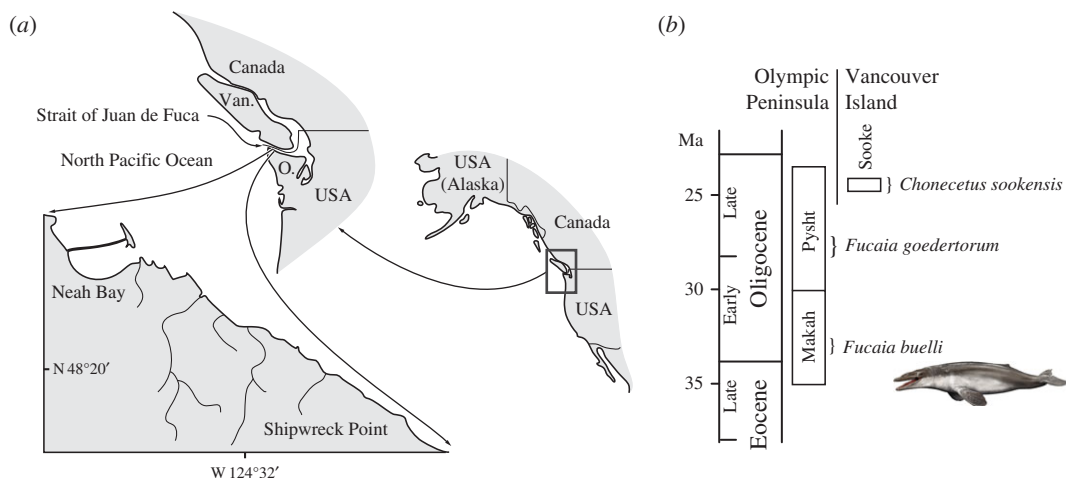 (a)
Canada
Van.
Strait of Juan de Fuca
North Pacific Ocean
O.
USA
USA
(Alaska)
Canada
USA
Neah Bay
N 48°20′
Shipwreck Point
W 124°32′
(b)
Olympic
Peninsula
Vancouver
Island
Ma
Sooke
25
30
35
Late
Early
Late
Oligocene
Eocene
Pysht
Makah
} Chonecetus sookensis
} Fucaia goedertorum
} Fucaia buelli